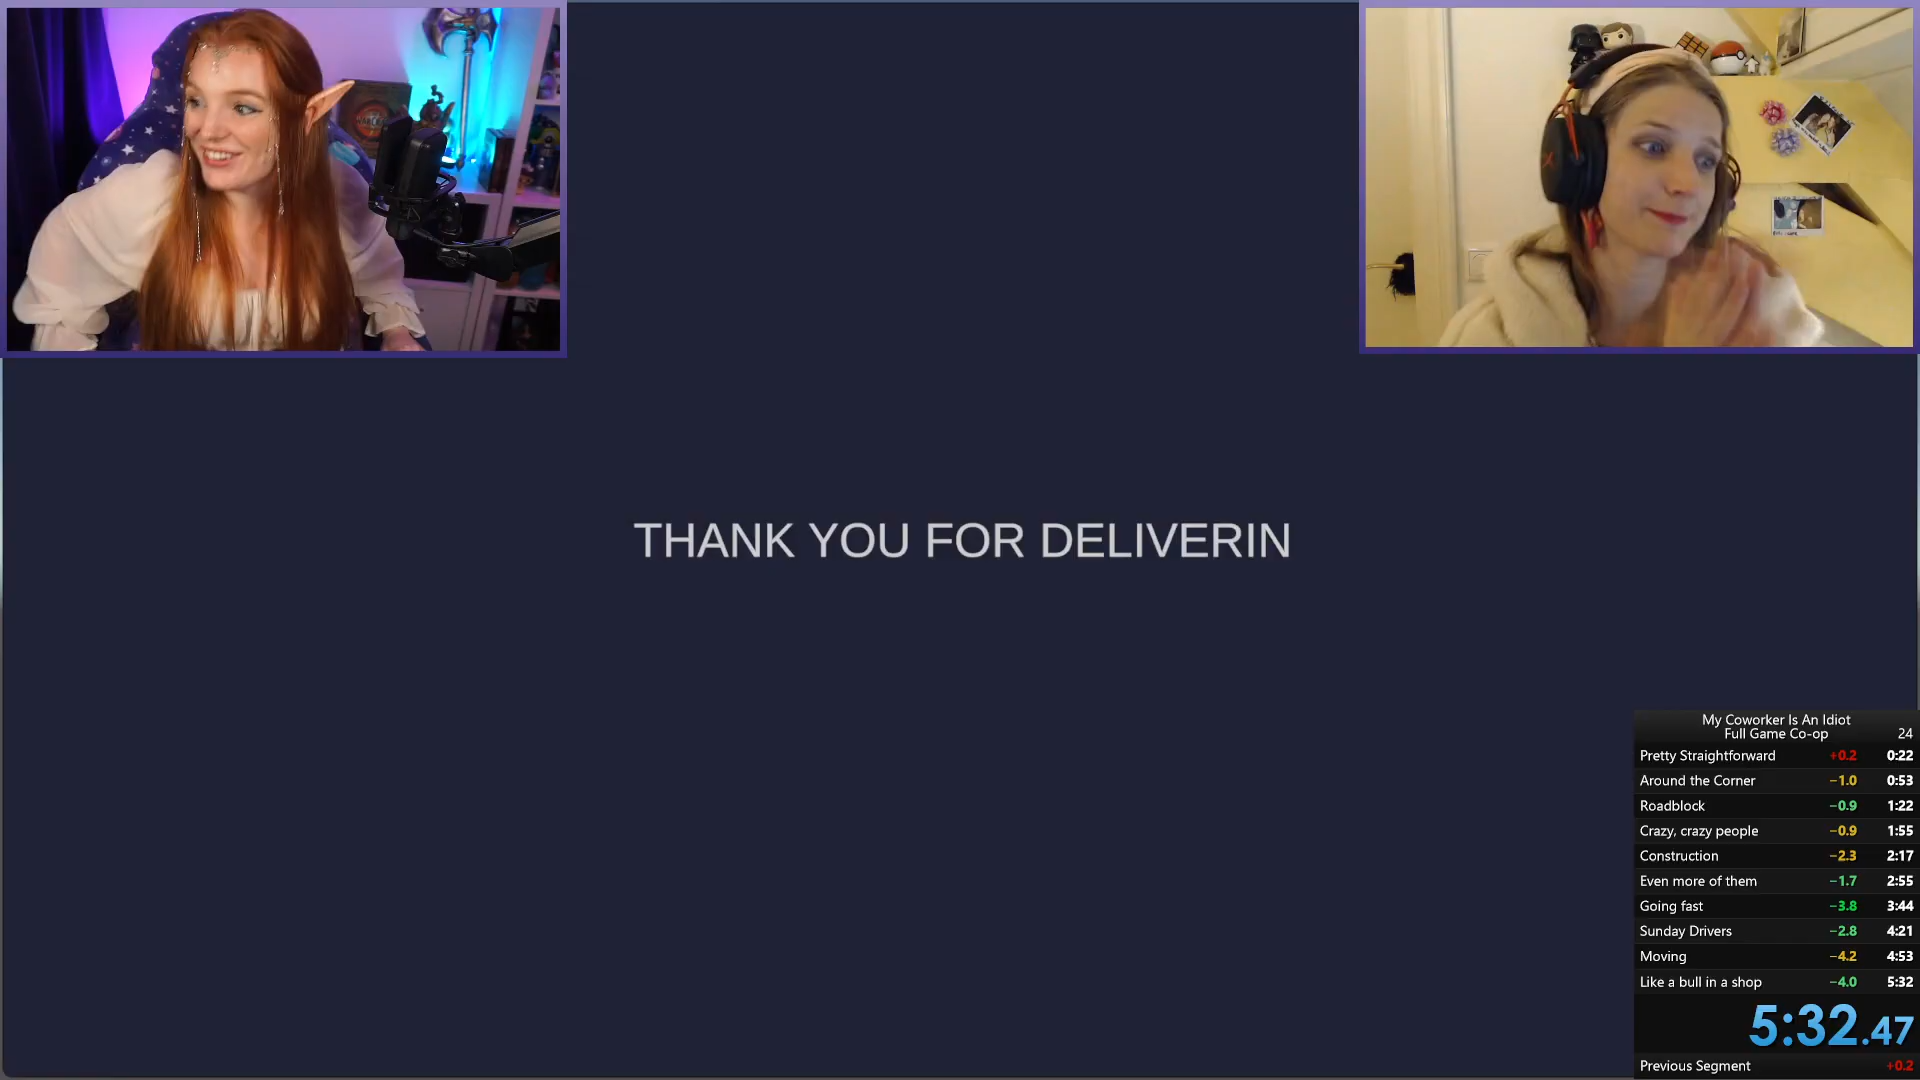 THANK YOU FOR DELIVERIN
My Coworker Is An Idiot
Full Game Co-op 24
Pretty Straightforward +0.2 0:22
Around the Corner −1.0 0:53
Roadblock −0.9 1:22
Crazy, crazy people −0.9 1:55
Construction −2.3 2:17
Even more of them −1.7 2:55
Going fast −3.8 3:44
Sunday Drivers −2.8 4:21
Moving −4.2 4:53
Like a bull in a shop −4.0 5:32
5:32.47
Previous Segment +0.2